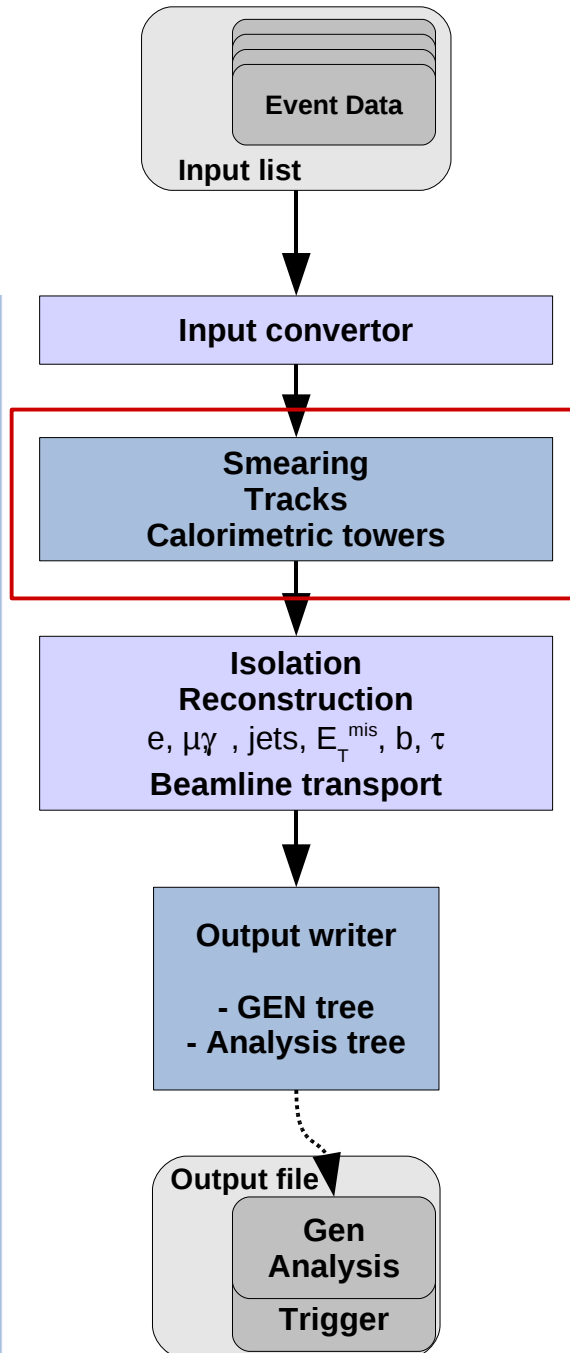 Event Data
Input list
Input convertor
Smearing
Tracks
Calorimetric towers
Isolation
Reconstruction
e, μ,γ , jets, E_T^mis, b, τ
Beamline transport
Output writer
- GEN tree
- Analysis tree
Output file
Gen
Analysis
Trigger